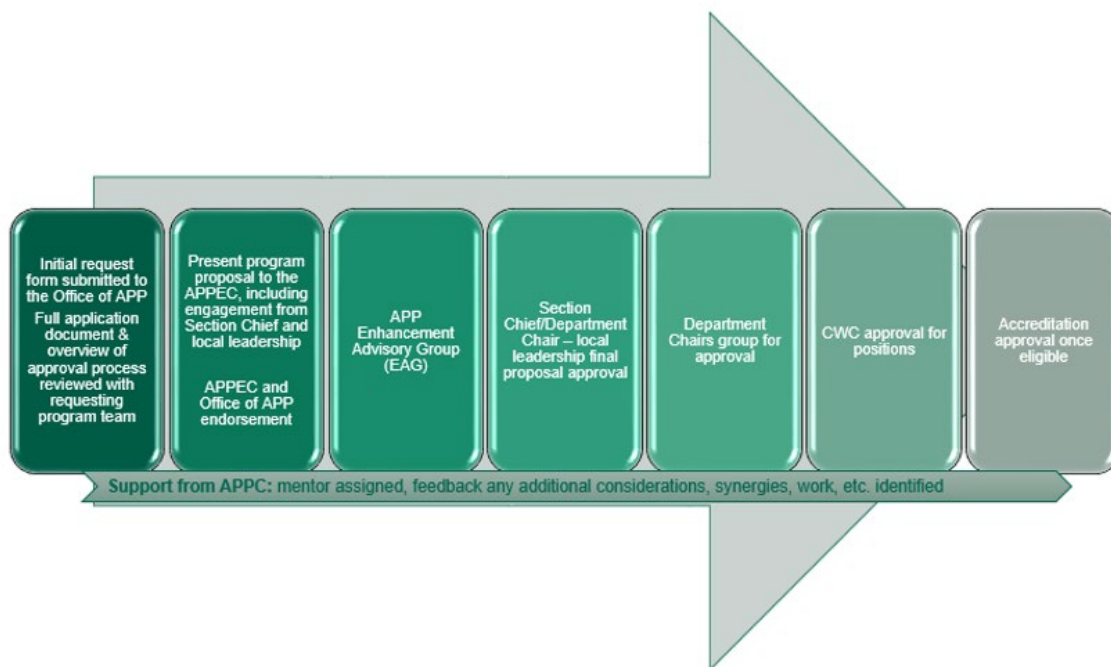 Initial request
form submitted to
the Office of APP
Full application
document &
overview of
approval process
reviewed with
requesting
program team
Present program
proposal to the
APPEC, including
engagement from
Section Chief and
local leadership
APPEC and
Office of APP
endorsement
APP
Enhancement
Advisory Group
(EAG)
Section
Chief/Department
Chair – local
leadership final
proposal approval
Department
Chairs group for
approval
CWC approval for
positions
Accreditation
approval once
eligible
Support from APPC: mentor assigned, feedback any additional considerations, synergies, work, etc. identified